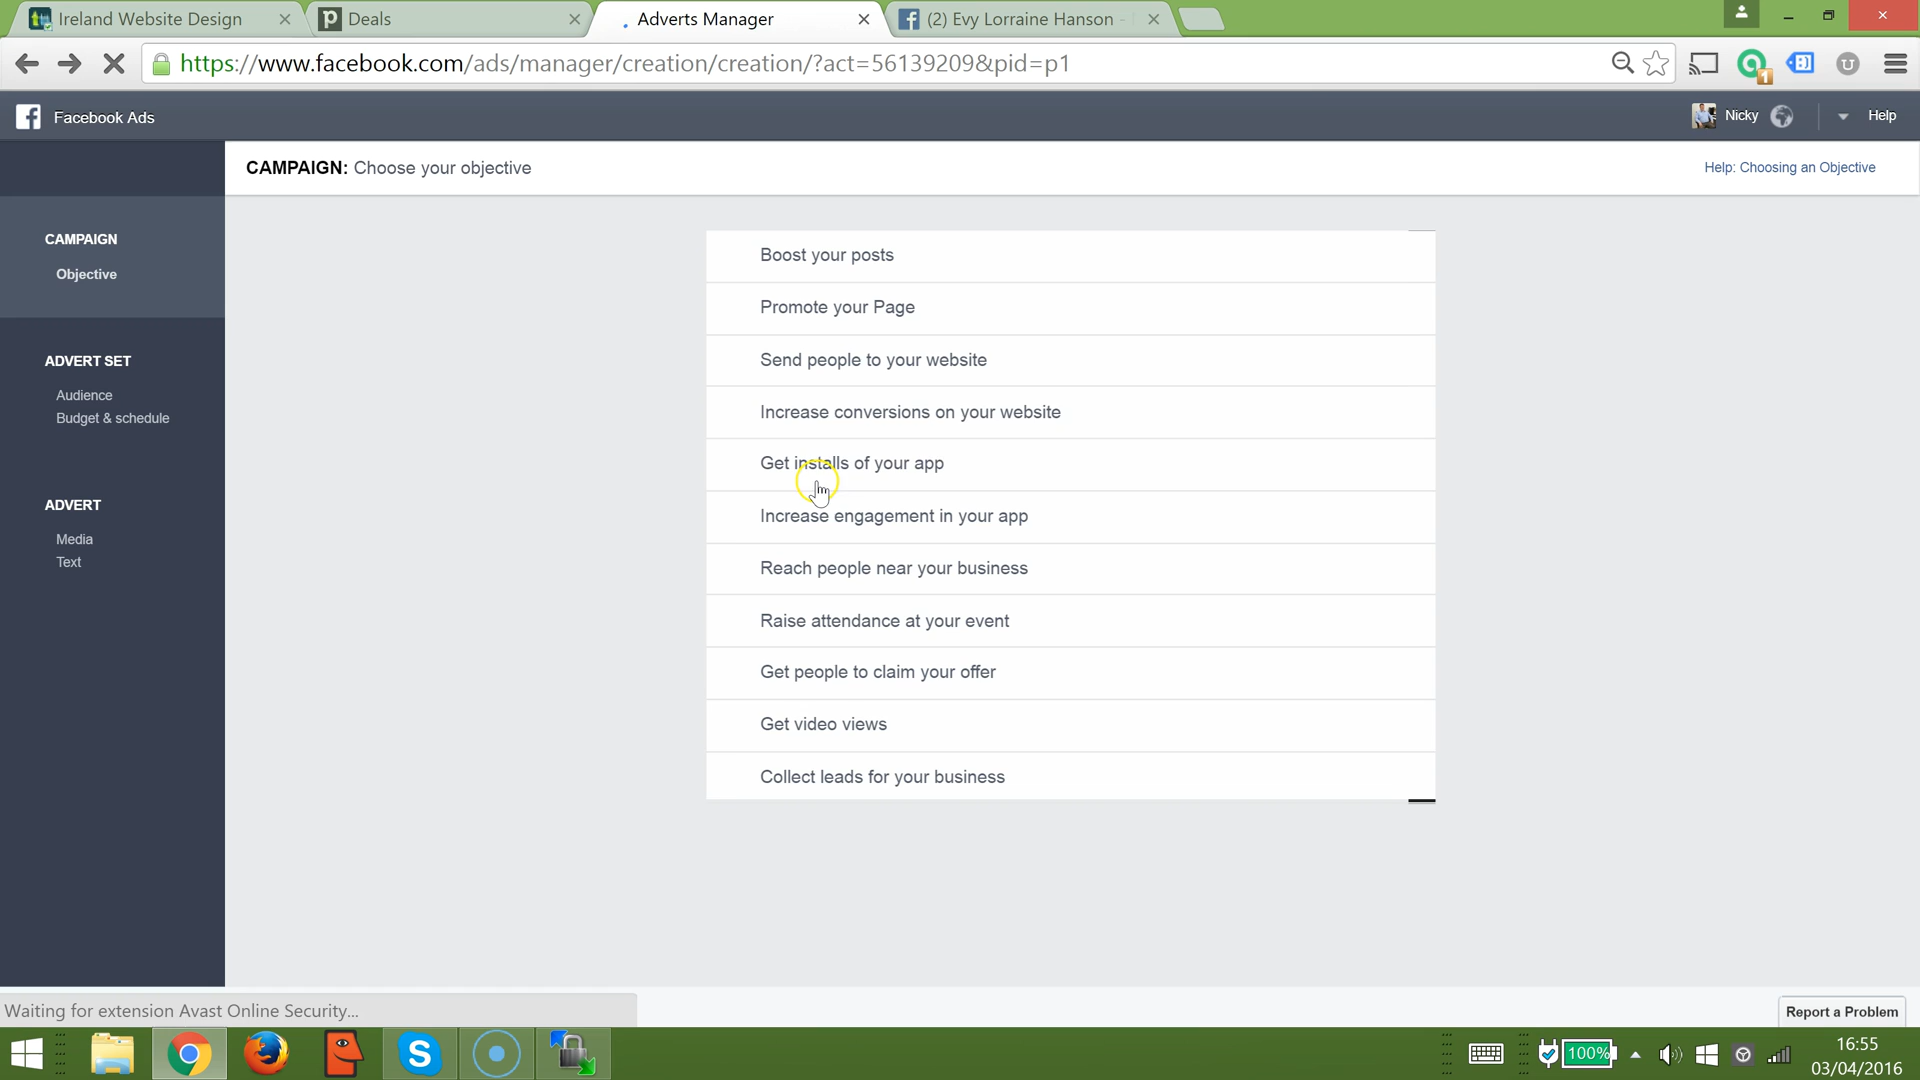 Ireland Website Design
Deals
Adverts Manager
(2) Evy Lorraine Hanson -
https://www.facebook.com/ads/manager/creation/creation/?act=56139209&pid=p1
1
Facebook Ads
Nicky
Help
CAMPAIGN: Choose your objective
Help: Choosing an Objective
CAMPAIGN
Objective
ADVERT SET
Audience
Budget & schedule
ADVERT
Media
Text
Boost your posts
Promote your Page
Send people to your website
Increase conversions on your website
Get installs of your app
Increase engagement in your app
Reach people near your business
Raise attendance at your event
Get people to claim your offer
Get video views
Collect leads for your business
Waiting for extension Avast Online Security...
Report a Problem
100%
16:55
03/04/2016